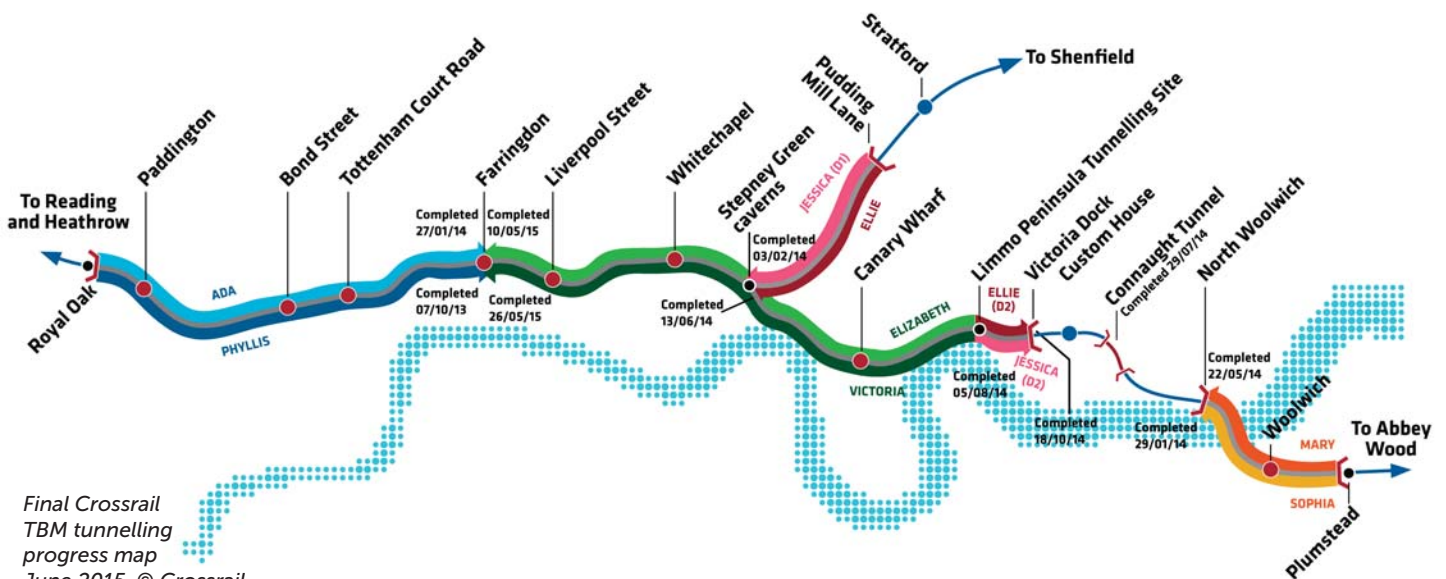 To Reading
and Heathrow
Royal Oak
Paddington
ADA
PHYLLIS
Bond Street
Tottenham Court Road
Completed
27/01/14
Completed
07/10/13
Farringdon
Completed
10/05/15
Completed
26/05/15
Liverpool Street
Whitechapel
Stepney Green
caverns
Completed
03/02/14
Completed
13/06/14
JESSICA (D1)
ELLIE
Pudding
Mill Lane
Stratford
To Shenfield
Canary Wharf
ELIZABETH
VICTORIA
Limmo Peninsula Tunnelling Site
Completed
05/08/14
ELLIE
(D2)
JESSICA
(D2)
Victoria Dock
Completed
18/10/14
Custom House
Connaught Tunnel
Completed 29/07/14
North Woolwich
Completed
22/05/14
Completed
29/01/14
Woolwich
MARY
SOPHIA
To Abbey
Wood
Plumstead
Final Crossrail
TBM tunnelling
progress map
June 2015. © Crossrail